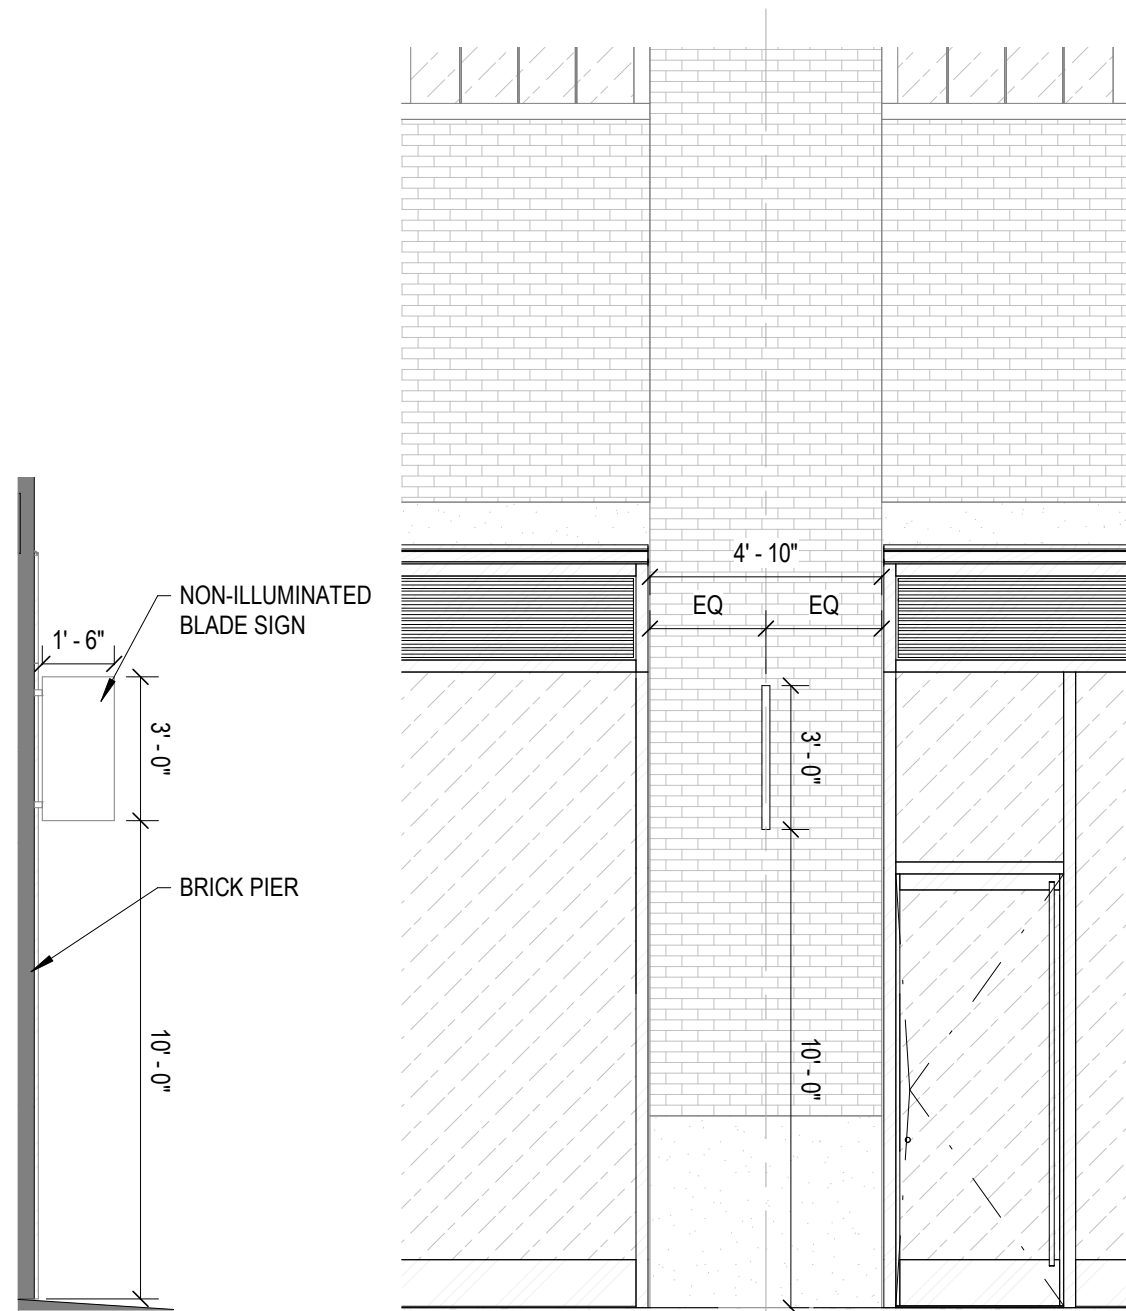 4' - 10"
EQ
EQ
NON-ILLUMINATED
BLADE SIGN
1' - 6"
3' - 0"
3' - 0"
BRICK PIER
10' - 0"
10' - 0"